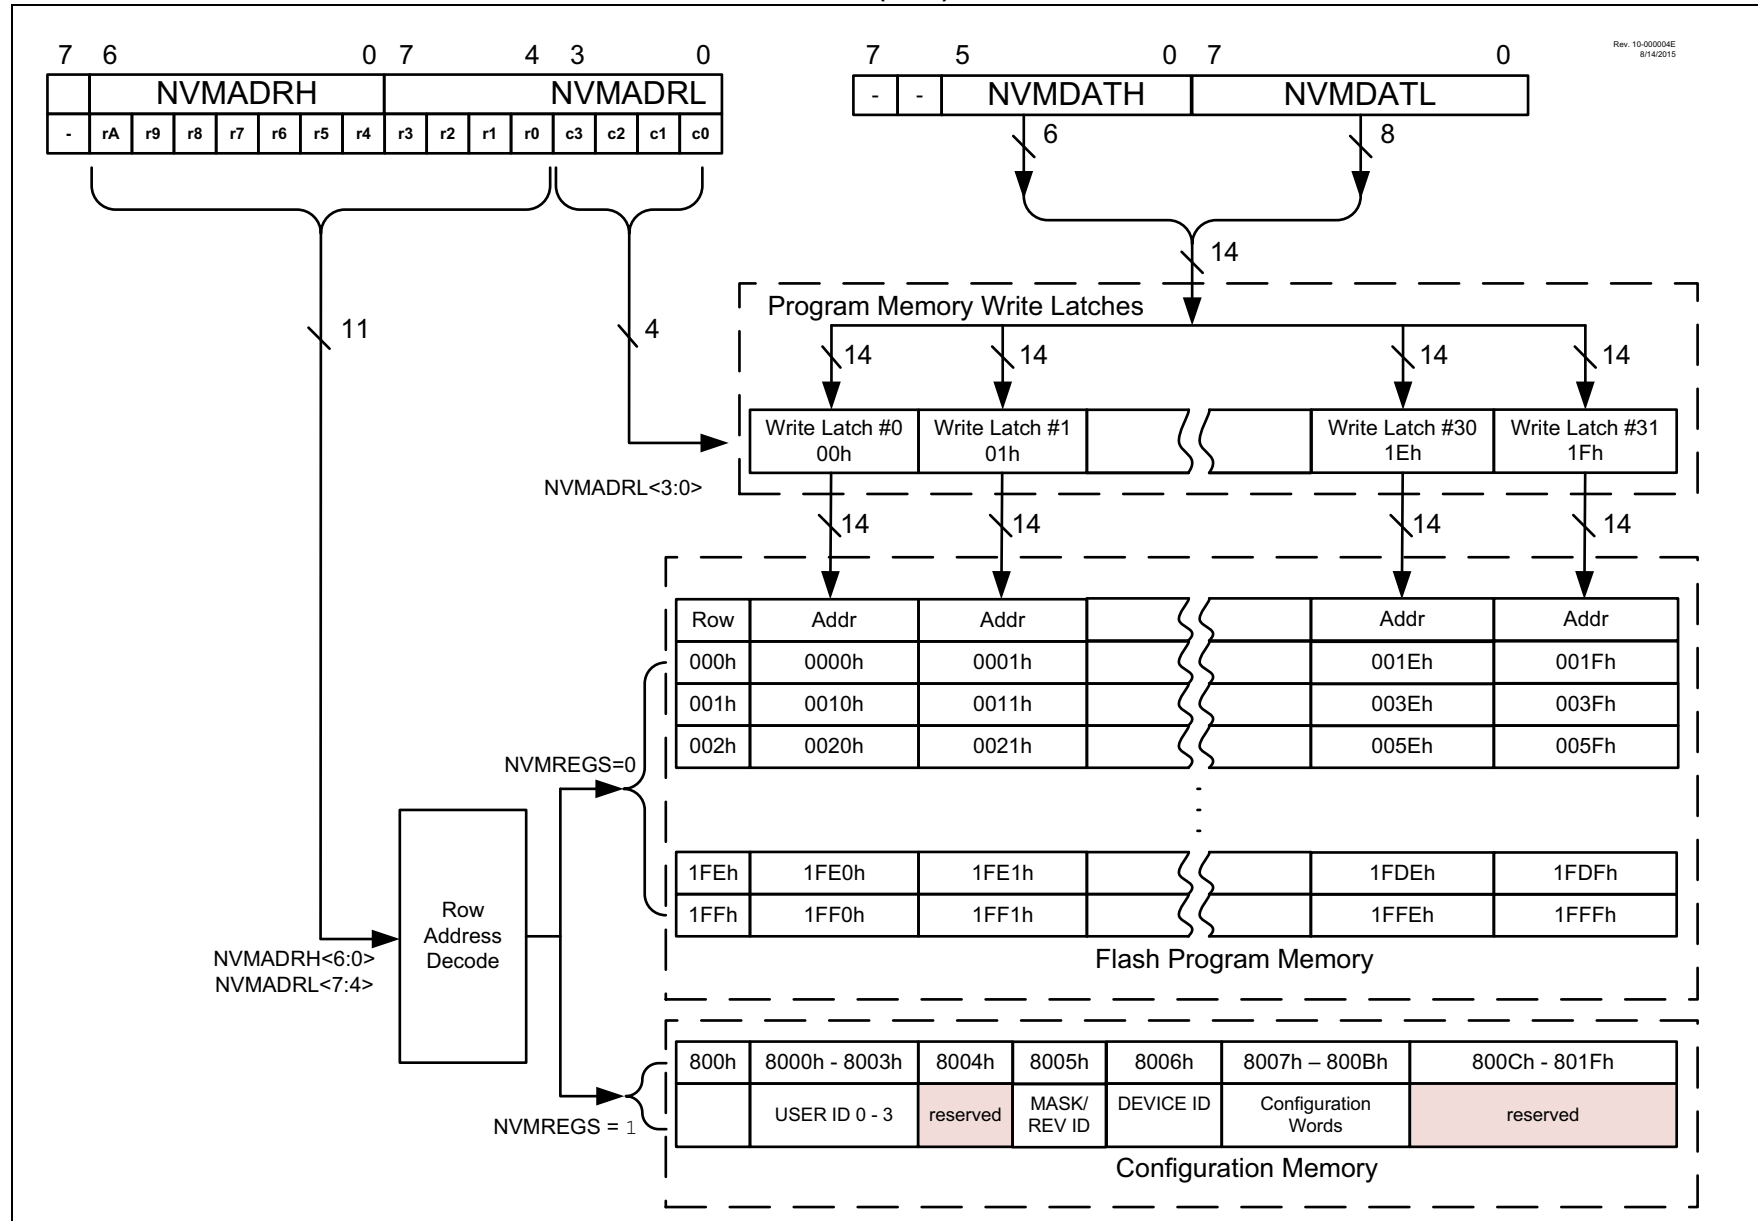 7 6 0 7 4 3 0
7 5 0 7 0
Rev. 10-000004E
8/14/2015
NVMADRH NVMADRL
- - NVMDATH NVMDATL
- rA r9 r8 r7 r6 r5 r4 r3 r2 r1 r0 c3 c2 c1 c0
6 8
14
11 4
Program Memory Write Latches
14 14 14 14
Write Latch #0 Write Latch #1 Write Latch #30 Write Latch #31
00h 01h 1Eh 1Fh
NVMADRL<3:0>
14 14 14 14
Row Addr Addr Addr Addr
000h 0000h 0001h 001Eh 001Fh
001h 0010h 0011h 003Eh 003Fh
002h 0020h 0021h 005Eh 005Fh
NVMREGS=0
1FEh 1FE0h 1FE1h 1FDEh 1FDFh
1FFh 1FF0h 1FF1h 1FFEh 1FFFh
Flash Program Memory
Row
Address
Decode
NVMADRH<6:0>
NVMADRL<7:4>
800h 8000h - 8003h 8004h 8005h 8006h 8007h – 800Bh 800Ch - 801Fh
USER ID 0 - 3 reserved MASK/ REV ID DEVICE ID Configuration Words reserved
NVMREGS = 1
Configuration Memory